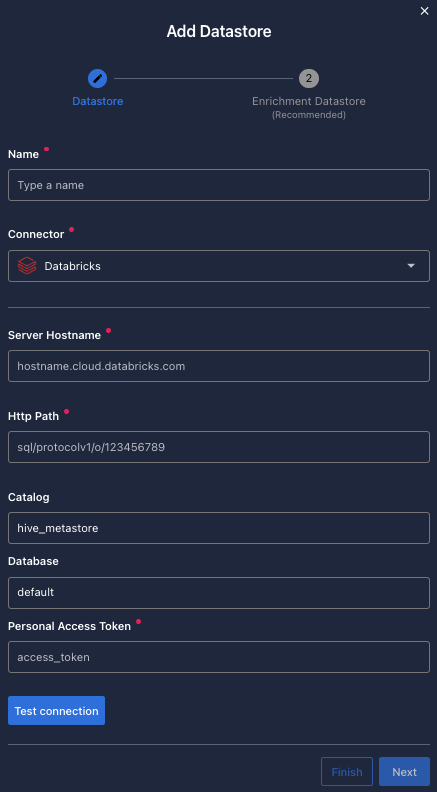 Add Datastore
2
Datastore
Enrichment Datastore
(Recommended)
Name
Type a name
Connector
Databricks
Server Hostname
hostname.cloud.databricks.com
Http Path
sql/protocolv1/o/123456789
Catalog
hive_metastore
Database
default
Personal Access Token
access_token
Test connection
Finish
Next